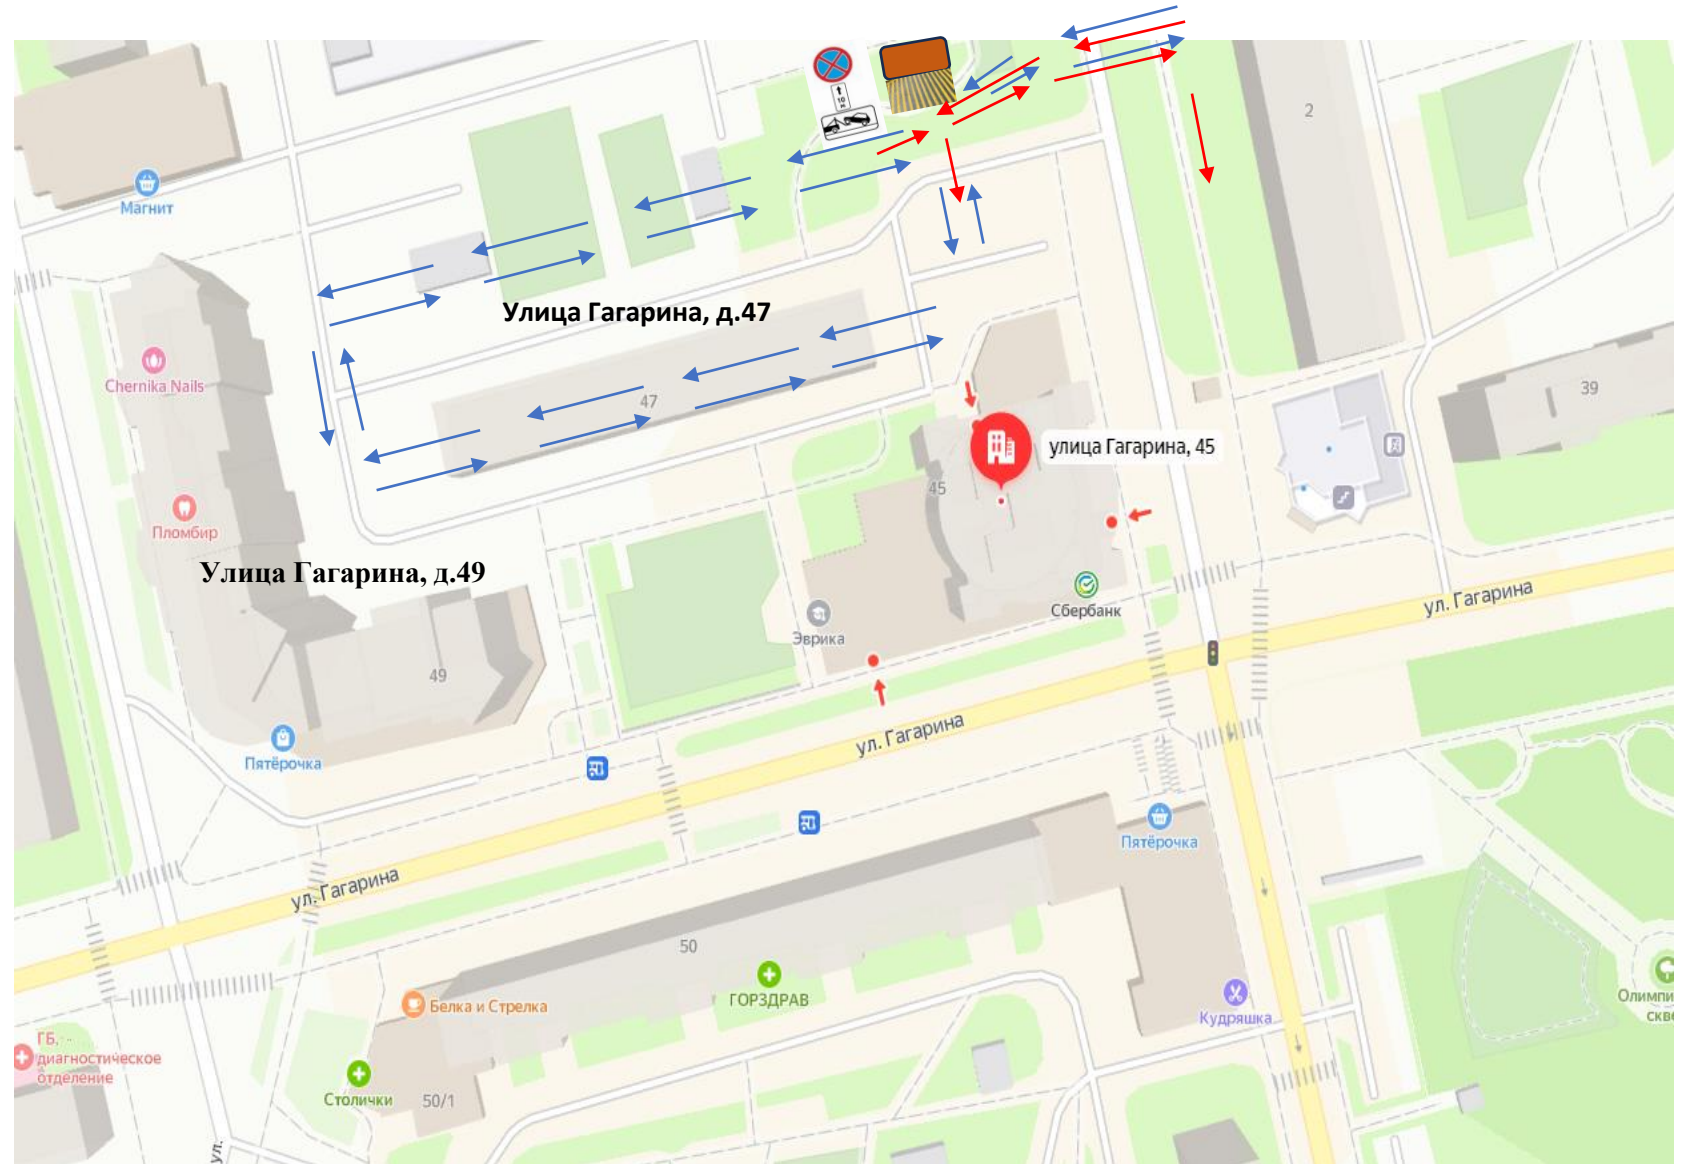 10
м
2
Магнит
Улица Гагарина, д.47
Chernika Nails
47
39
улица Гагарина, 45
45
Пломбир
Улица Гагарина, д.49
Сбербанк
ул. Гагарина
Эврика
49
ул. Гагарина
Пятёрочка
Пятёрочка
ул. Гагарина
50
ГОРЗДРАВ
Белка и Стрелка
Кудряшка
Олимпи
скве
ГБ, -
диагностическое
отделение
Столички
50/1
ул.